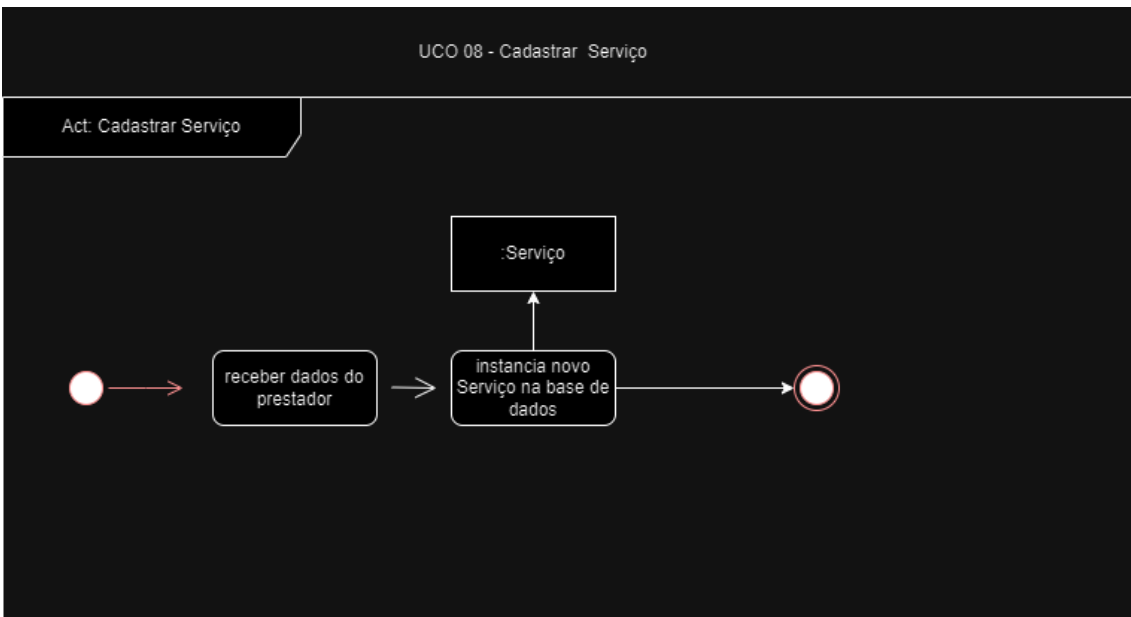 UCO 08 - Cadastrar  Serviço
Act: Cadastrar Serviço
:Serviço
receber dados do
prestador
instancia novo
Serviço na base de
dados